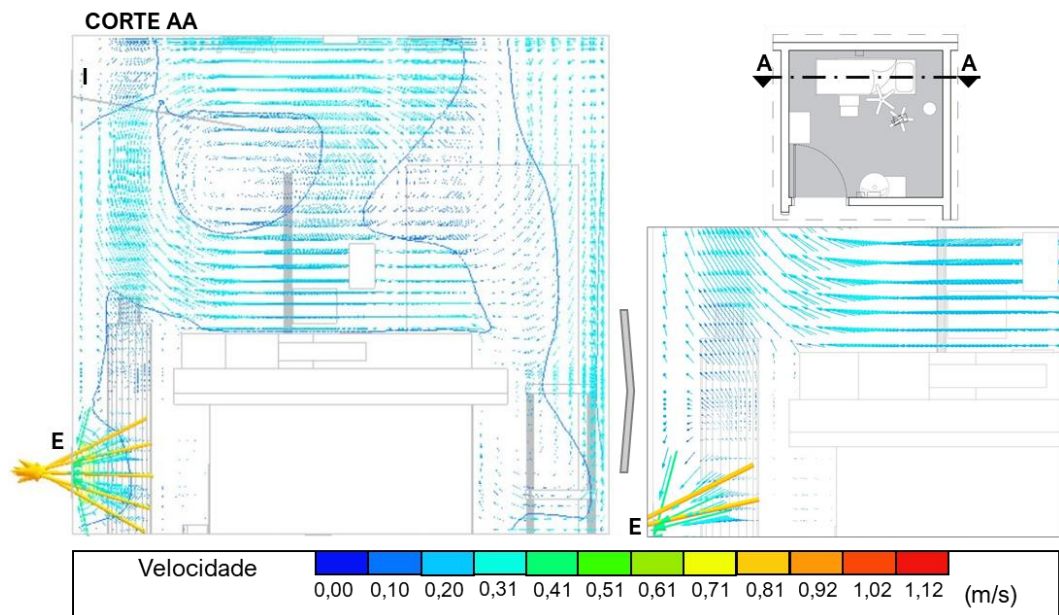 CORTE AA
I
A A
E
E
Velocidade
0,00 0,10 0,20 0,31 0,41 0,51 0,61 0,71 0,81 0,92 1,02 1,12 (m/s)